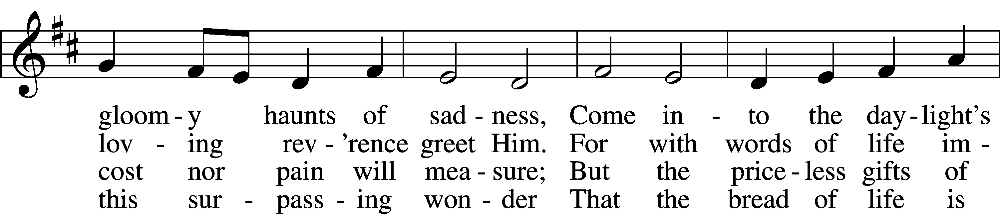 gloom - y haunts of sad - ness, Come in - to the day - light's
lov - ing rev - 'rence greet Him. For with words of life im -
cost nor pain will mea - sure; But the price - less gifts of
this sur - pass - ing won - der That the bread of life is